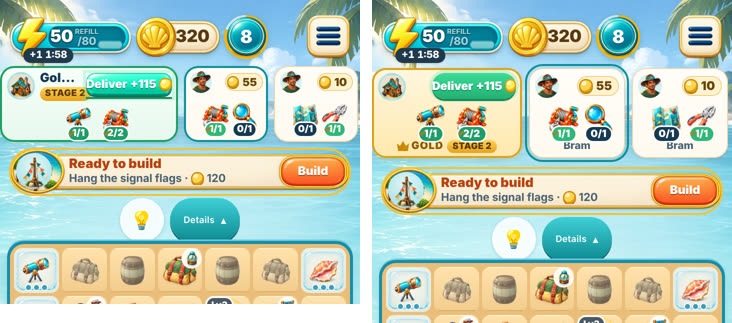 50 REFILL /80
320
8
+1 1:58
Gol... Deliver +115
STAGE 2
55
10
1/1 2/2
1/1 0/1
0/1 1/1
Ready to build
Hang the signal flags · 120
Build
Details ▲
50 REFILL /80
320
8
+1 1:58
Deliver +115
55
10
1/1 2/2
1/1 0/1
0/1 1/1
GOLD STAGE 2
Bram
Bram
Ready to build
Hang the signal flags · 120
Build
Details ▲